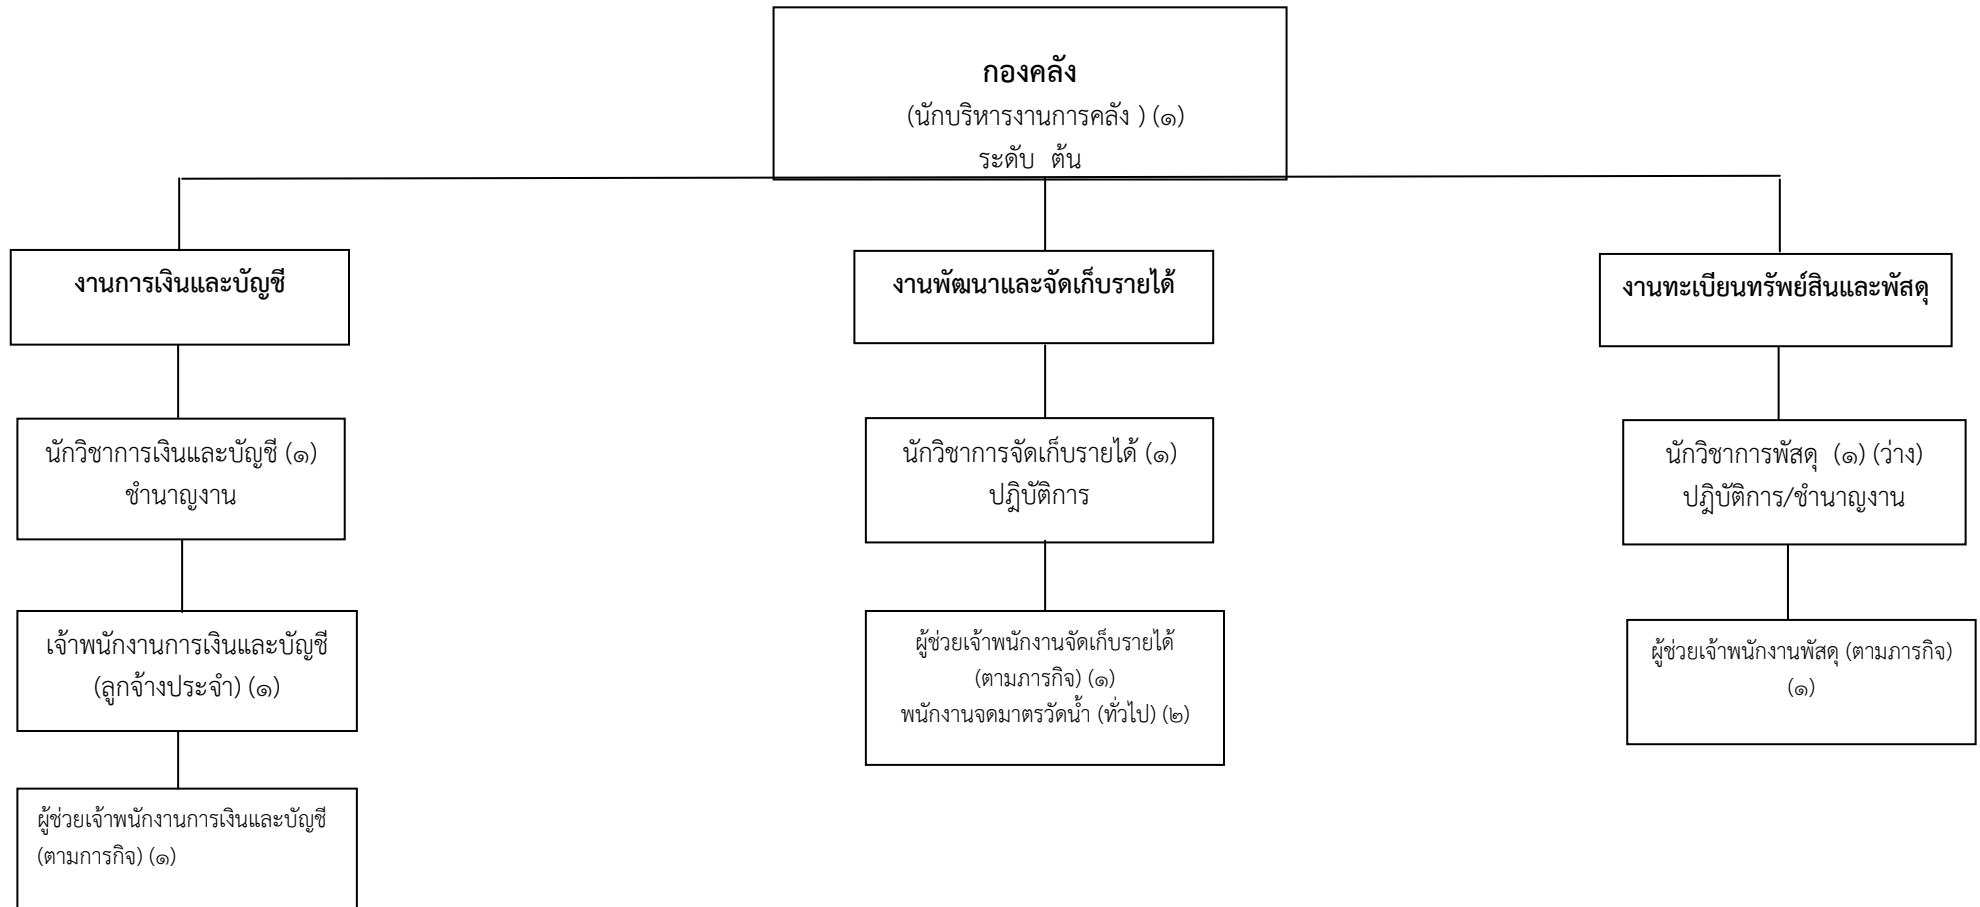 กองคลัง
(นักบริหารงานการคลัง ) (๑)
ระดับ ต้น
งานการเงินและบัญชี
งานพัฒนาและจัดเก็บรายได้
งานทะเบียนทรัพย์สินและพัสดุ
นักวิชาการเงินและบัญชี (๑)
ชำนาญงาน
นักวิชาการจัดเก็บรายได้ (๑)
ปฏิบัติการ
นักวิชาการพัสดุ (๑) (ว่าง)
ปฏิบัติการ/ชำนาญงาน
เจ้าพนักงานการเงินและบัญชี
(ลูกจ้างประจำ) (๑)
ผู้ช่วยเจ้าพนักงานจัดเก็บรายได้
(ตามภารกิจ) (๑)
พนักงานจดมาตรวัดน้ำ (ทั่วไป) (๒)
ผู้ช่วยเจ้าพนักงานพัสดุ (ตามภารกิจ)
(๑)
ผู้ช่วยเจ้าพนักงานการเงินและบัญชี
(ตามการกิจ) (๑)